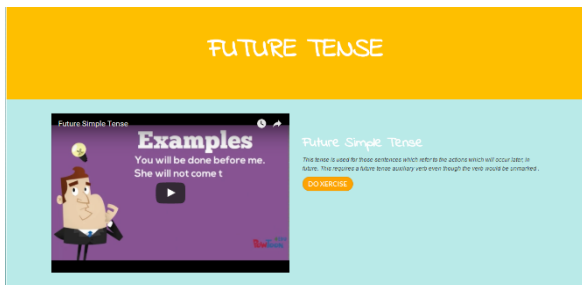 FUTURE TENSE
Future Simple Tense
Examples
You will be done before me.
She will not come t
Future Simple Tense
This tense is used for those sentences which refer to the actions which will occur later, in
future. This requires a future tense auxiliary verb even though the verb would be unmarked .
DO XERCISE